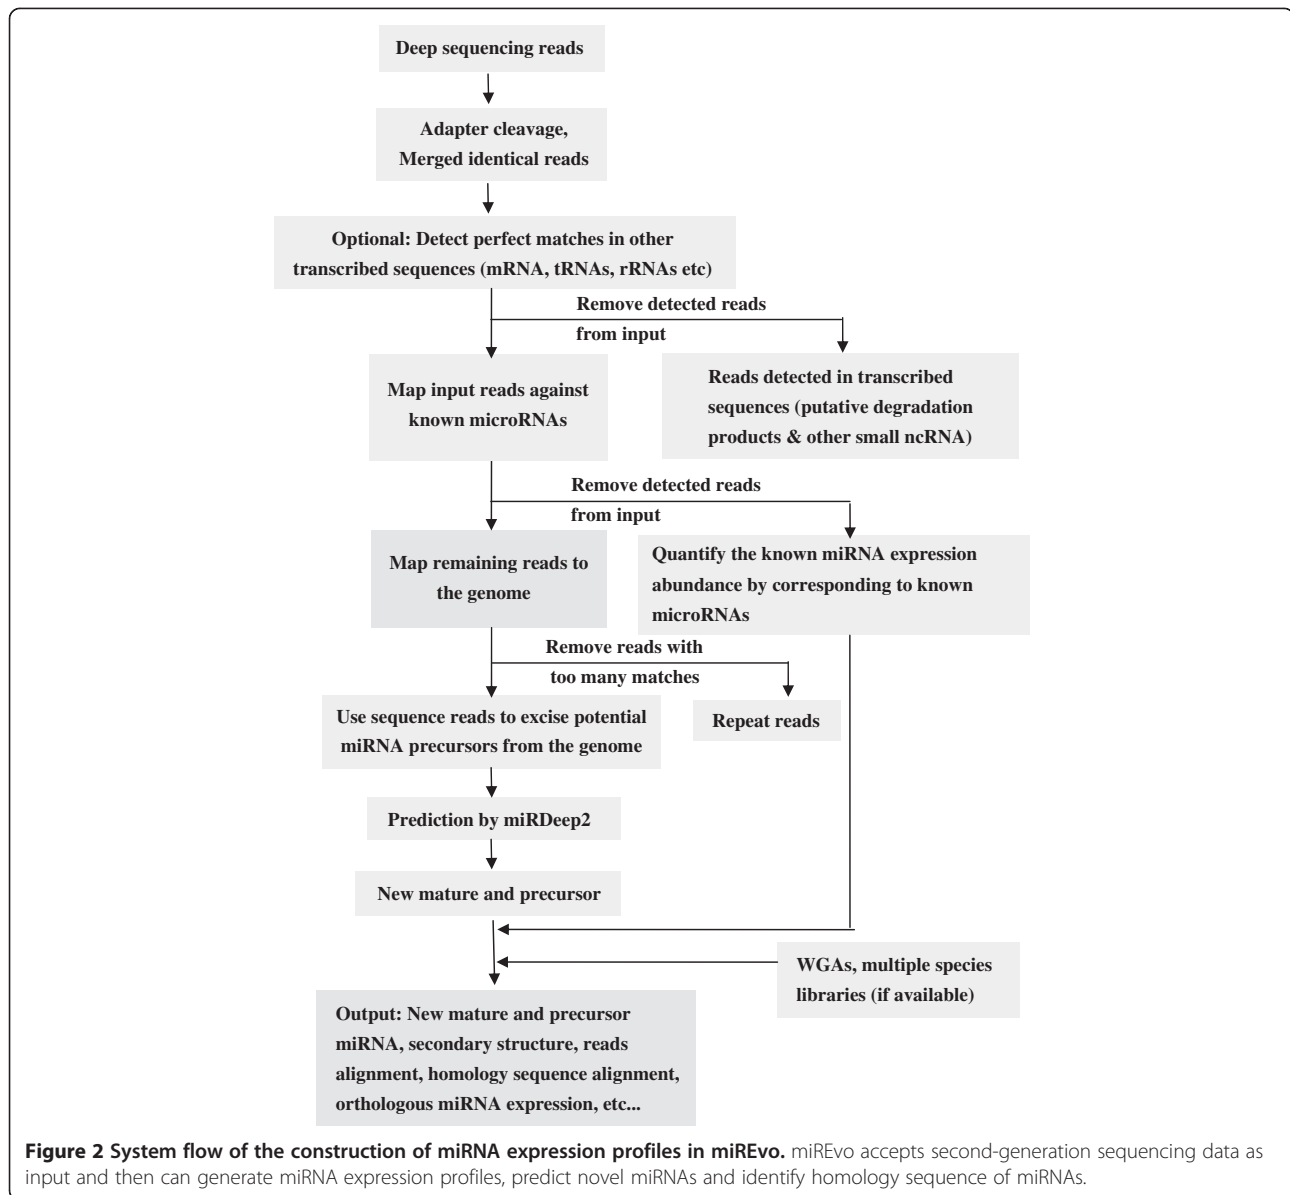 Deep sequencing reads
Adapter cleavage,
Merged identical reads
Optional: Detect perfect matches in other
transcribed sequences (mRNA, tRNAs, rRNAs etc)
Remove detected reads
from input
Map input reads against
known microRNAs
Reads detected in transcribed
sequences (putative degradation
products & other small ncRNA)
Remove detected reads
from input
Map remaining reads to
the genome
Quantify the known miRNA expression
abundance by corresponding to known
microRNAs
Remove reads with
too many matches
Use sequence reads to excise potential
miRNA precursors from the genome
Repeat reads
Prediction by miRDeep2
New mature and precursor
WGAs, multiple species
libraries (if available)
Output: New mature and precursor
miRNA, secondary structure, reads
alignment, homology sequence alignment,
orthologous miRNA expression, etc...
Figure 2 System flow of the construction of miRNA expression profiles in miREvo. miREvo accepts second-generation sequencing data as
input and then can generate miRNA expression profiles, predict novel miRNAs and identify homology sequence of miRNAs.